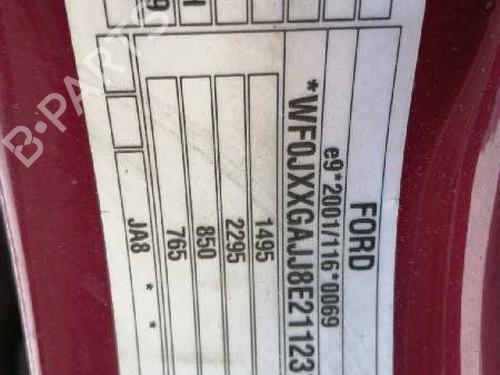 FORD
e9*2001/116*0069
*WF0JXXGAJJ8E21123
1495
2295
850
765
JA8 * *
B-PARTS